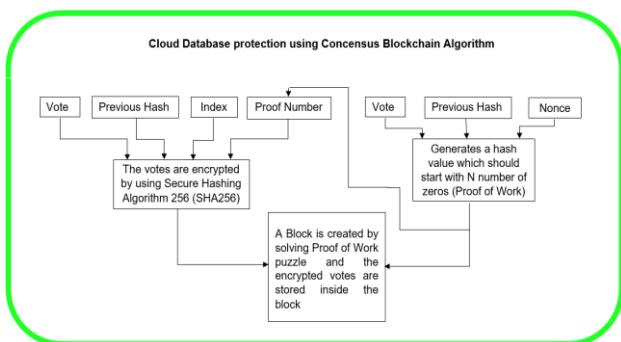 Cloud Database protection using Concensus Blockchain Algorithm
Vote
Previous Hash
Index
Proof Number
Vote
Previous Hash
Nonce
The votes are encrypted
by using Secure Hashing
Algorithm 256 (SHA256)
Generates a hash
value which should
start with N number of
zeros (Proof of Work)
A Block is created by
solving Proof of Work
puzzle and the
encrypted votes are
stored inside the
block